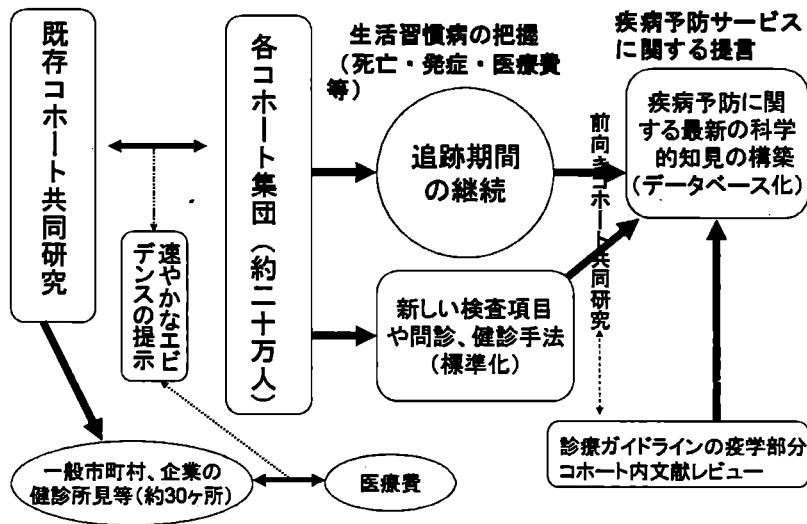 既存コホート共同研究
速やかなエビ
デンスの提示
各コホート集団（約二十万人）
生活習慣病の把握
（死亡・発症・医療費
等）
追跡期間
の継続
新しい検査項目
や問診、健診手法
（標準化）
前向きコホート共同研究
疾病予防サービス
に関する提言
疾病予防に関
する最新の科学
的知見の構築
（データベース化）
診療ガイドラインの疫学部分
コホート内文献レビュー
一般市町村、企業の
健診所見等（約30ヶ所）
医療費